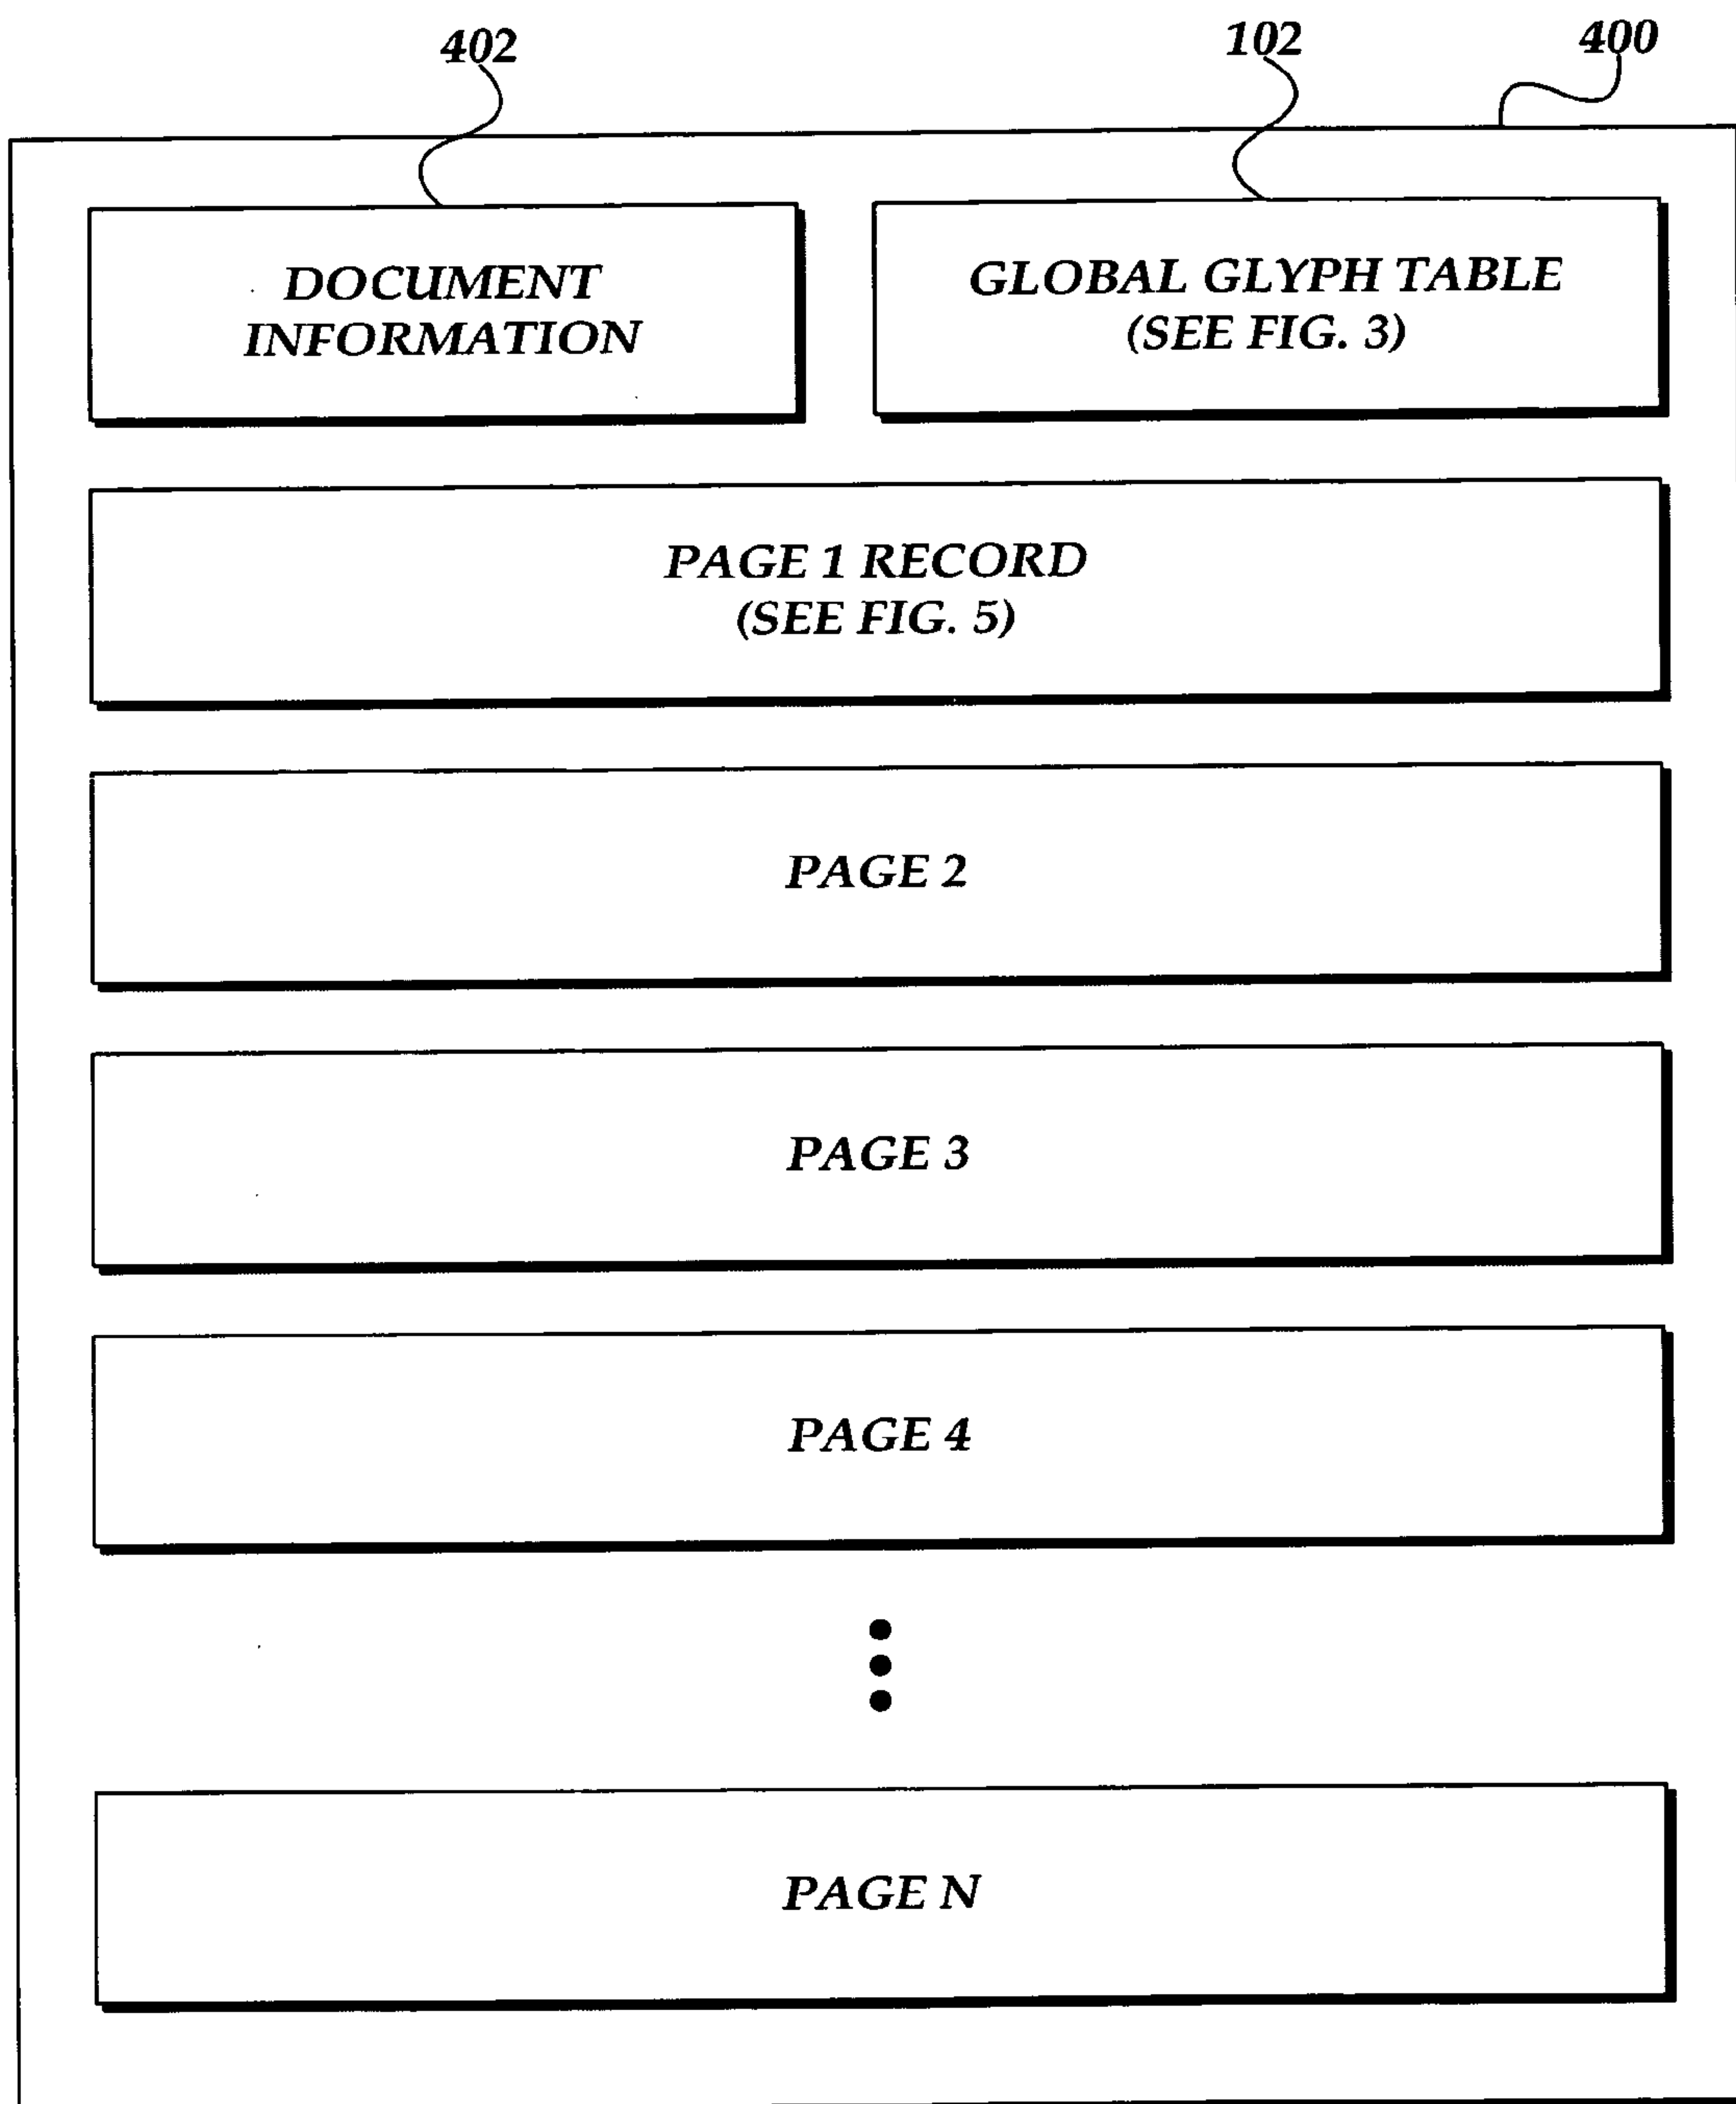 402
102
400
DOCUMENT
INFORMATION
GLOBAL GLYPH TABLE
(SEE FIG. 3)
PAGE 1 RECORD
(SEE FIG. 5)
PAGE 2
PAGE 3
PAGE 4
PAGE N